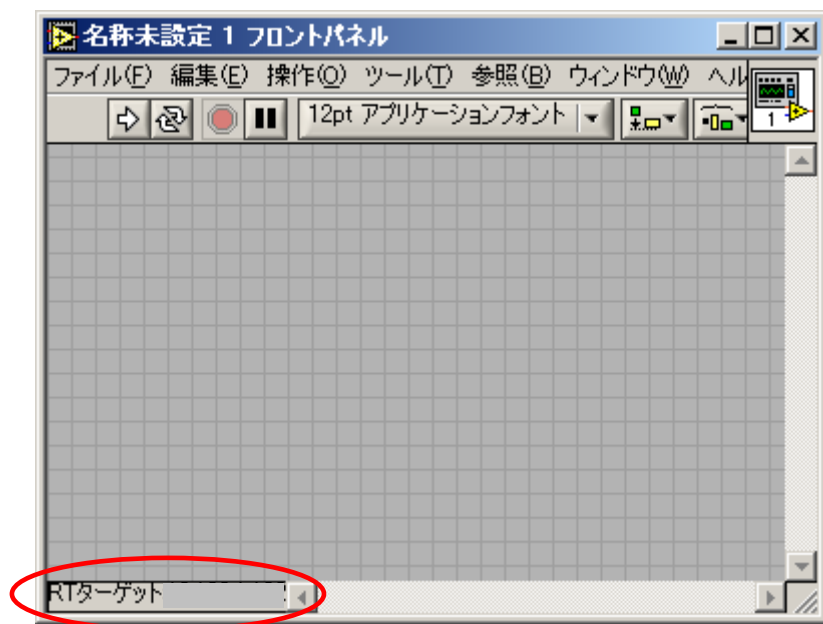 名称未設定 1 フロントパネル
ファイル(F) 編集(E) 操作(O) ツール(T) 参照(B) ウィンドウ(W) ヘル
12pt アプリケーションフォント
1
RTターゲット